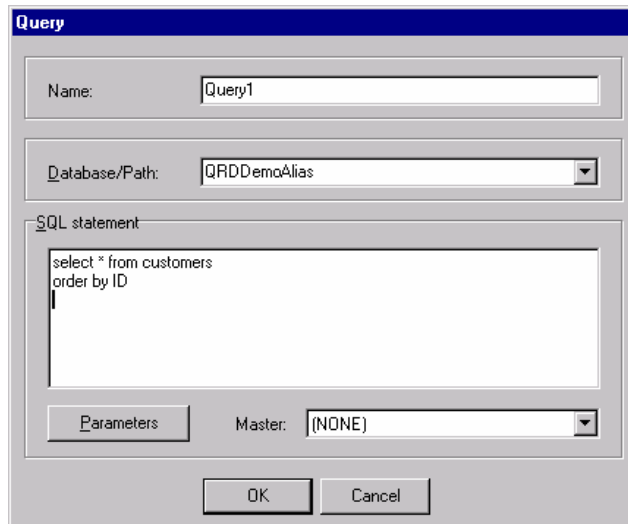 Query
Name: Query1
Database/Path: QRDDemoAlias
SQL statement
select * from customers
order by ID
Parameters Master: (NONE)
OK Cancel